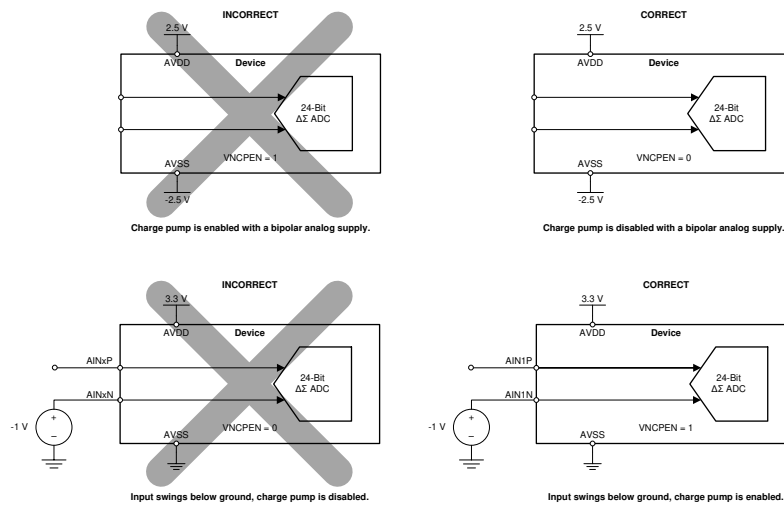 INCORRECT
2.5 V
AVDD
Device
24-Bit
ΔΣ ADC
AVSS
VNCPEN = 1
-2.5 V
Charge pump is enabled with a bipolar analog supply.
CORRECT
2.5 V
AVDD
Device
24-Bit
ΔΣ ADC
AVSS
VNCPEN = 0
-2.5 V
Charge pump is disabled with a bipolar analog supply.
INCORRECT
3.3 V
AVDD
Device
AINxP
24-Bit
ΔΣ ADC
AINxN
-1 V
+
–
AVSS
VNCPEN = 0
Input swings below ground, charge pump is disabled.
CORRECT
3.3 V
AVDD
Device
AIN1P
24-Bit
ΔΣ ADC
AIN1N
-1 V
+
–
AVSS
VNCPEN = 1
Input swings below ground, charge pump is enabled.